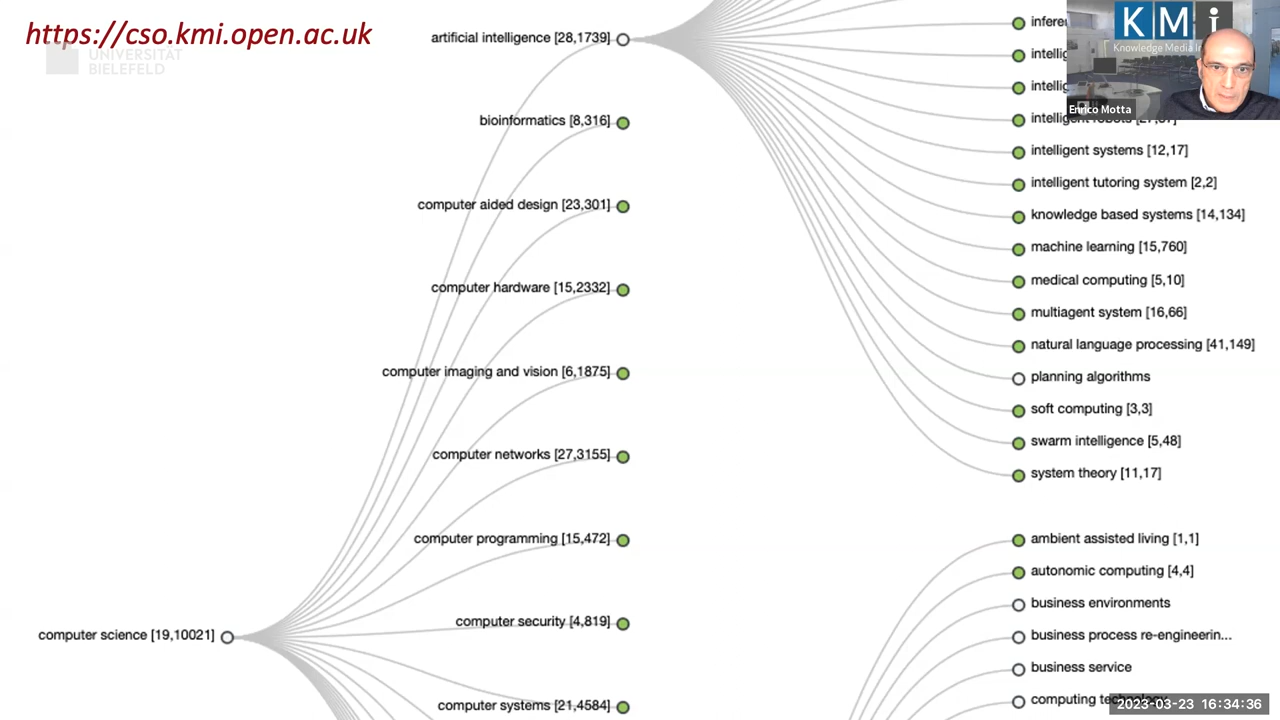 https://cso.kmi.open.ac.uk
UNIVERSITÄT
BIELEFELD
artificial intelligence [28,1739]
bioinformatics [8,316]
computer aided design [23,301]
computer hardware [15,2332]
computer imaging and vision [6,1875]
computer networks [27,3155]
computer programming [15,472]
computer security [4,819]
computer science [19,10021]
computer systems [21,4584]
intelligent systems [12,17]
intelligent tutoring system [2,2]
knowledge based systems [14,134]
machine learning [15,760]
medical computing [5,10]
multiagent system [16,66]
natural language processing [41,149]
planning algorithms
soft computing [3,3]
swarm intelligence [5,48]
system theory [11,17]
ambient assisted living [1,1]
autonomic computing [4,4]
business environments
business process re-engineerin...
business service
computing
KMi
Enrico Motta
2023-03-23 16:34:36